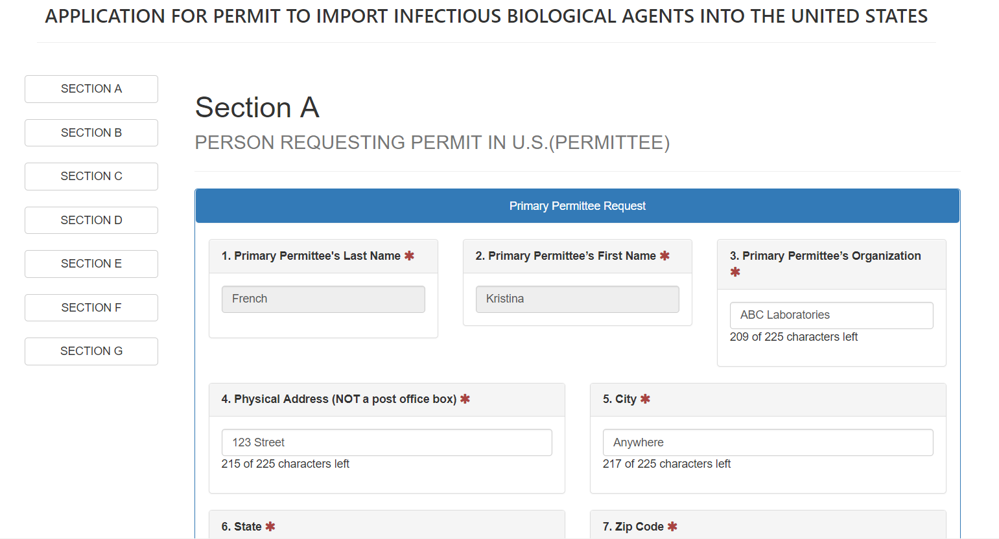 APPLICATION FOR PERMIT TO IMPORT INFECTIOUS BIOLOGICAL AGENTS INTO THE UNITED STATES
SECTION A
SECTION B
SECTION C
SECTION D
SECTION E
SECTION F
SECTION G
Section A
PERSON REQUESTING PERMIT IN U.S.(PERMITTEE)
Primary Permittee Request
1. Primary Permittee's Last Name ✱
French
2. Primary Permittee’s First Name ✱
Kristina
3. Primary Permittee’s Organization
✱
ABC Laboratories
209 of 225 characters left
4. Physical Address (NOT a post office box) ✱
123 Street
215 of 225 characters left
5. City ✱
Anywhere
217 of 225 characters left
6. State ✱
7. Zip Code ✱